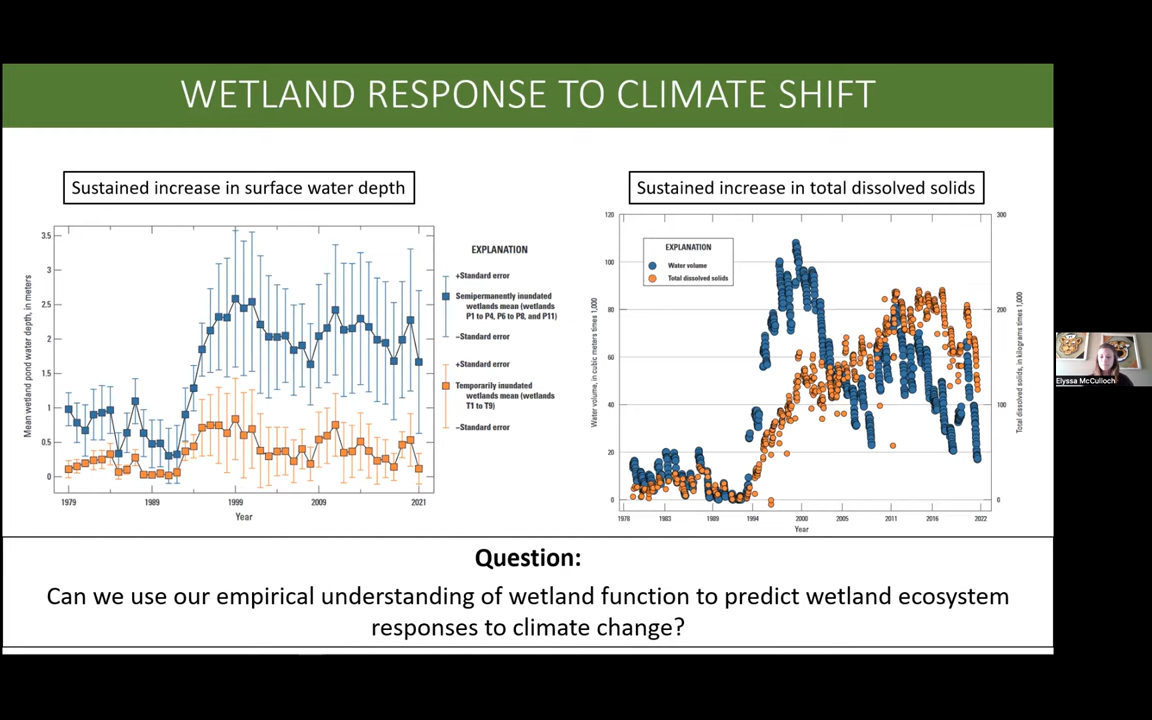 WETLAND RESPONSE TO CLIMATE SHIFT
Sustained increase in surface water depth
Mean wetland pond water depth, in meters
3.5
3
2.5
2
1.5
1
0.5
0
1979
1989
1999
2009
2021
Year
EXPLANATION
+Standard error
Semipermanently inundated
wetlands mean (wetlands
P1 to P4, P6 to P8, and P11)
–Standard error
+Standard error
Temporarily inundated
wetlands mean (wetlands
T1 to T9)
–Standard error
Sustained increase in total dissolved solids
Water volume, in cubic meters times 1,000
120
100
80
60
40
20
0
EXPLANATION
Water volume
Total dissolved solids
300
200
100
0
Total dissolved solids, in kilograms times 1,000
1978
1983
1989
1994
2000
2005
2011
2016
2022
Year
Elyssa McCulloch
Question:
Can we use our empirical understanding of wetland function to predict wetland ecosystem
responses to climate change?